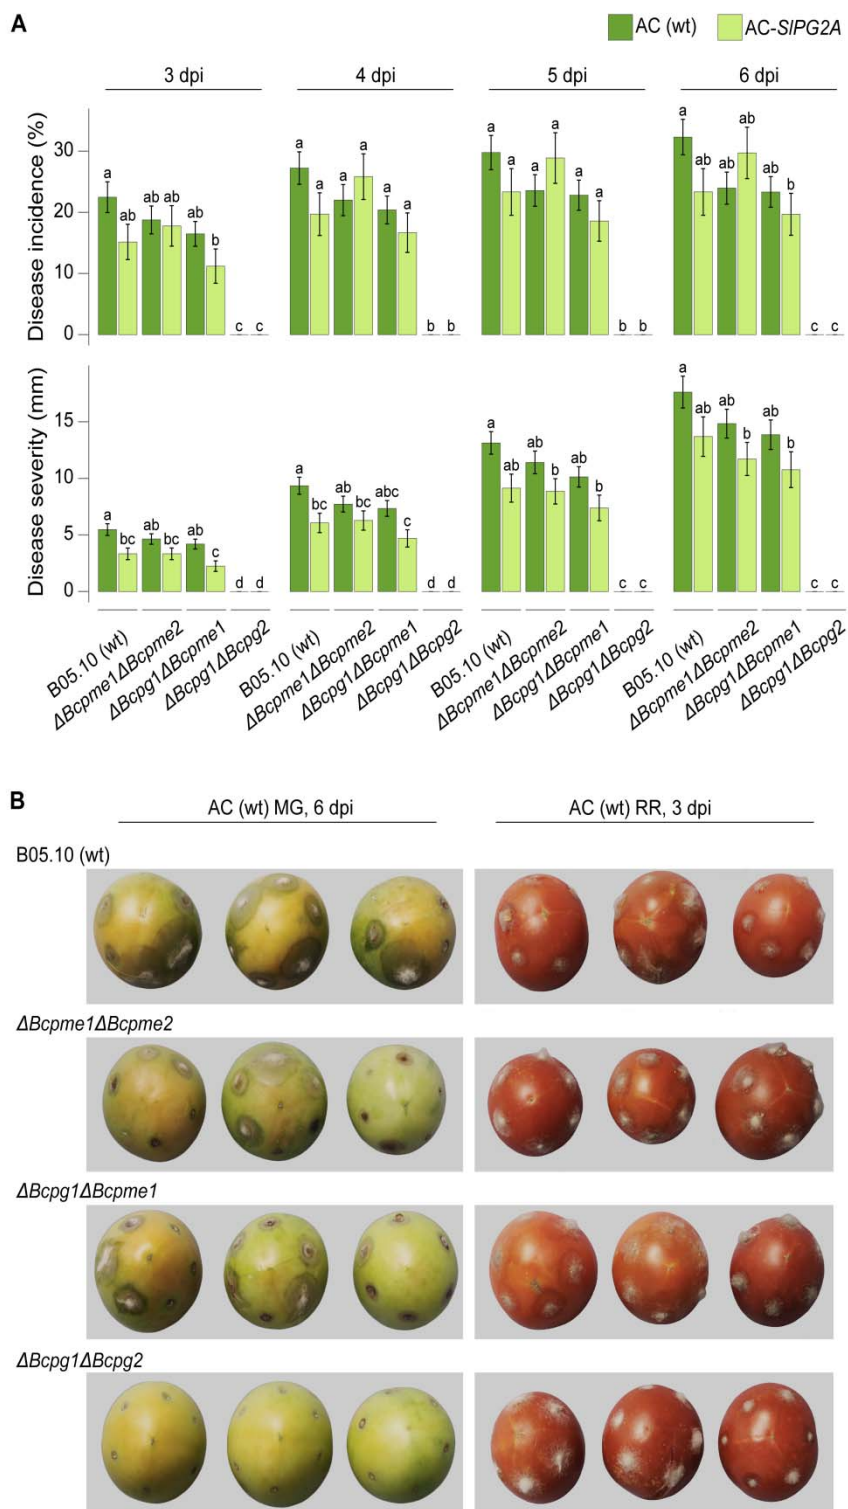 A
AC (wt) AC-SlPG2A
3 dpi 4 dpi 5 dpi 6 dpi
Disease incidence (%)
30
20
10
0
a ab ab ab ab b c c
a a a a a a b b
a a a a a a b b
a ab ab ab ab b c c
Disease severity (mm)
15
10
5
0
a bc ab bc ab c d d
a bc ab bc abc c d d
a ab ab b ab b c c
a ab ab b ab b c c
B05.10 (wt) ΔBcpme1ΔBcpme2 ΔBcpg1ΔBcpme1 ΔBcpg1ΔBcpg2
B05.10 (wt) ΔBcpme1ΔBcpme2 ΔBcpg1ΔBcpme1 ΔBcpg1ΔBcpg2
B05.10 (wt) ΔBcpme1ΔBcpme2 ΔBcpg1ΔBcpme1 ΔBcpg1ΔBcpg2
B05.10 (wt) ΔBcpme1ΔBcpme2 ΔBcpg1ΔBcpme1 ΔBcpg1ΔBcpg2
B
AC (wt) MG, 6 dpi AC (wt) RR, 3 dpi
B05.10 (wt)
ΔBcpme1ΔBcpme2
ΔBcpg1ΔBcpme1
ΔBcpg1ΔBcpg2